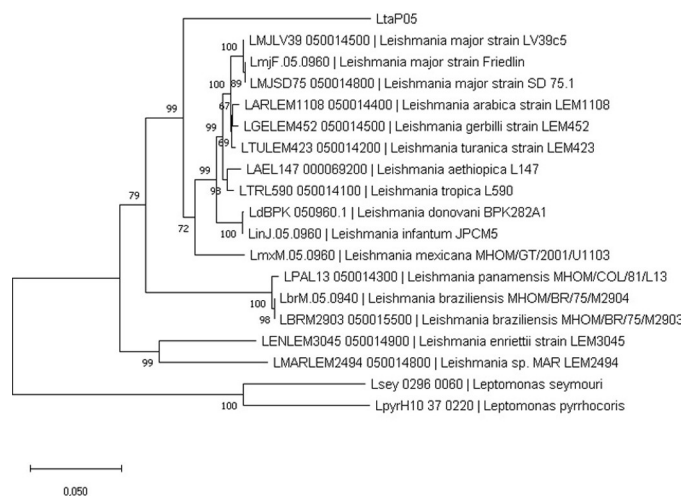 LtaP05
LMJLV39 050014500 | Leishmania major strain LV39c5
100
LmjF.05.0960 | Leishmania major strain Friedlin
LMJSD75 050014800 | Leishmania major strain SD 75.1
100
89
LARLEM1108 050014400 | Leishmania arabica strain LEM1108
67
99
LGELEM452 050014500 | Leishmania gerbilli strain LEM452
99
LTULEM423 050014200 | Leishmania turanica strain LEM423
69
LAEL147 000069200 | Leishmania aethiopica L147
99
LTRL590 050014100 | Leishmania tropica L590
98
79
LdBPK 050960.1 | Leishmania donovani BPK282A1
LinJ.05.0960 | Leishmania infantum JPCM5
72
100
LmxM.05.0960 | Leishmania mexicana MHOM/GT/2001/U1103
LPAL13 050014300 | Leishmania panamensis MHOM/COL/81/L13
LbrM.05.0940 | Leishmania braziliensis MHOM/BR/75/M2904
100
LBRM2903 050015500 | Leishmania braziliensis MHOM/BR/75/M2903
98
LENLEM3045 050014900 | Leishmania enriettii strain LEM3045
LMARLEM2494 050014800 | Leishmania sp. MAR LEM2494
99
Lsey 0296 0060 | Leptomonas seymouri
LpyrH10 37 0220 | Leptomonas pyrrhocoris
100
0.050